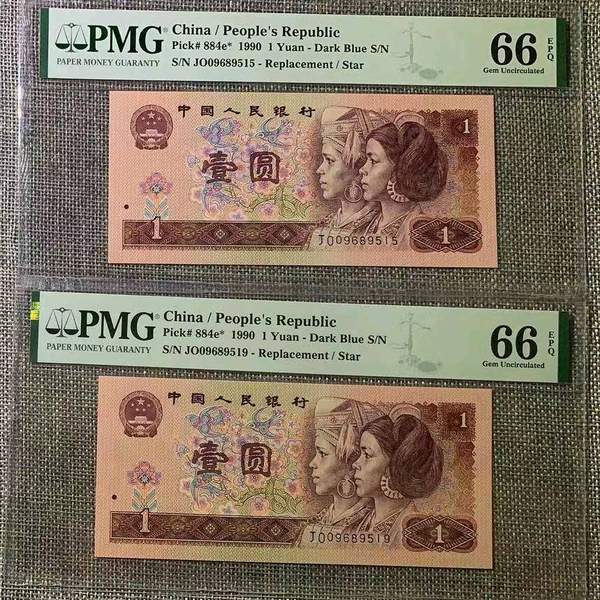 PMG
PAPER MONEY GUARANTY
China / People's Republic
Pick# 884e* 1990 1 Yuan - Dark Blue S/N
S/N JO09689515 - Replacement / Star
66 EPQ
Gem Uncirculated
中国人民银行
1
壹圆
1
JO09689515
1
PMG
PAPER MONEY GUARANTY
China / People's Republic
Pick# 884e* 1990 1 Yuan - Dark Blue S/N
S/N JO09689519 - Replacement / Star
66 EPQ
Gem Uncirculated
中国人民银行
1
壹圆
1
JO09689519
1